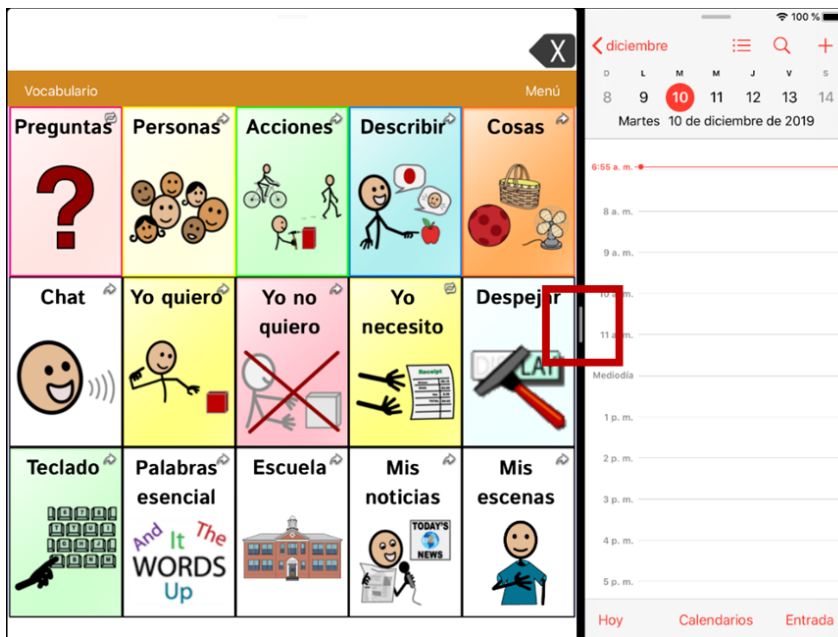 X
Vocabulario
Menú
Preguntas
Personas
Acciones
Describir
Cosas
Chat
Yo quiero
Yo no
quiero
Yo
necesito
Receipt
Despejar
Teclado
Palabras
esencial
And It The
WORDS
Up
Escuela
Mis
noticias
TODAY'S
NEWS
Mis
escenas
100 %
diciembre
D L M M J V S
8 9 10 11 12 13 14
Martes 10 de diciembre de 2019
6:55 a. m.
8 a. m.
9 a. m.
10 a. m.
11 a. m.
Mediodía
1 p. m.
2 p. m.
3 p. m.
4 p. m.
5 p. m.
Hoy Calendarios Entrada